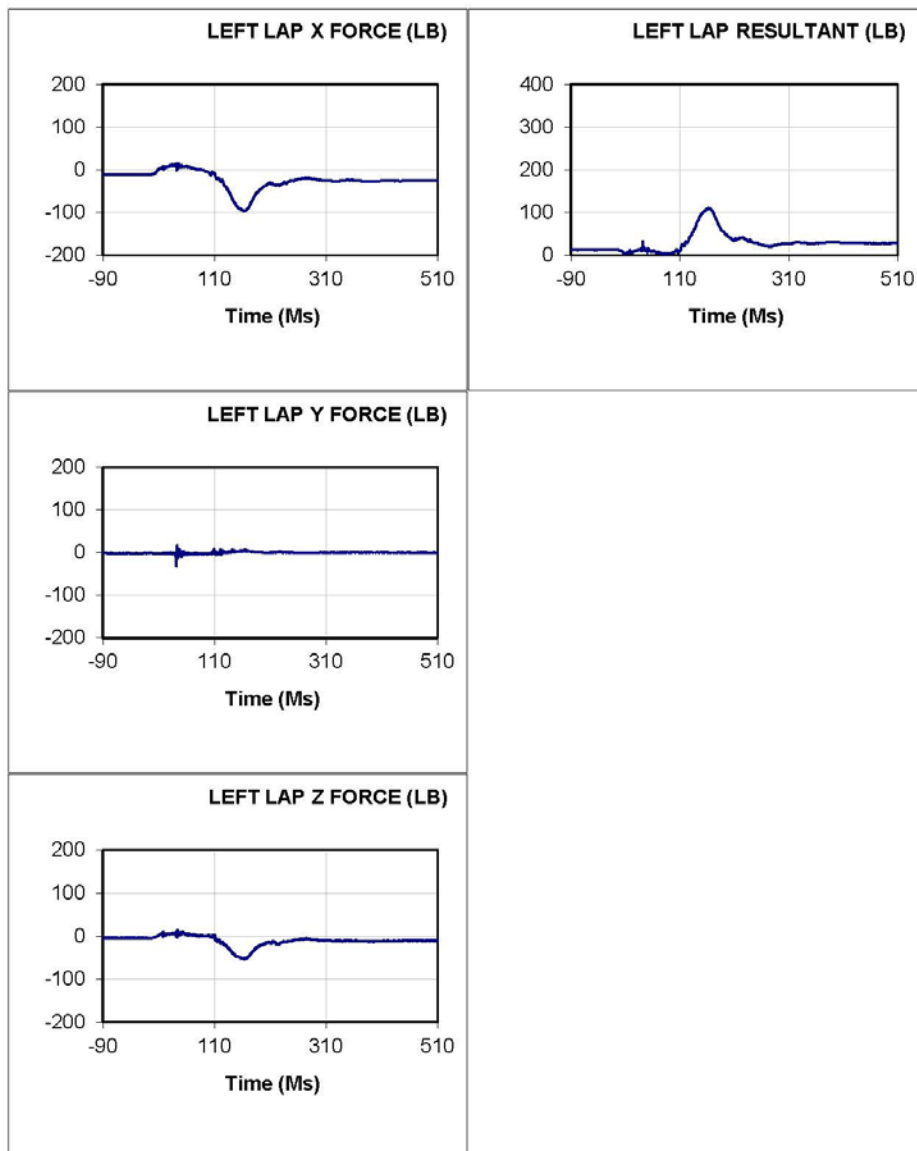 LEFT LAP X FORCE (LB)
200
100
0
-100
-200
-90 110 310 510
Time (Ms)
LEFT LAP RESULTANT (LB)
400
300
200
100
0
-90 110 310 510
Time (Ms)
LEFT LAP Y FORCE (LB)
200
100
0
-100
-200
-90 110 310 510
Time (Ms)
LEFT LAP Z FORCE (LB)
200
100
0
-100
-200
-90 110 310 510
Time (Ms)